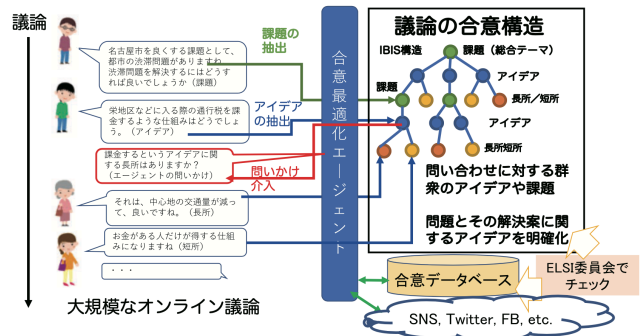 議論
名古屋市を良くする課題として、
都市の渋滞問題がありますね
渋滞問題を解決するにはどうす
れば良いでしょうか（課題）
課題の
抽出
栄地区などに入る際の通行税を課
金するような仕組みはどうでしょ
う。（アイデア）
アイデア
の抽出
課金するというアイデアに関
する長所はありますか？
（エージェントの問いかけ）
問いかけ
介入
それは、中心地の交通量が減っ
て、良いですね。（長所）
お金がある人だけが得する仕組
みになりますね（短所）
・・・
大規模なオンライン議論
合意最適化エージェント
議論の合意構造
IBIS構造
課題（総合テーマ）
アイデア
課題
長所／短所
アイデア
長所短所
問い合わせに対する群
衆のアイデアや課題
問題とその解決案に関
するアイデアを明確化
合意データベース
ELSI委員会で
チェック
SNS, Twitter, FB, etc.